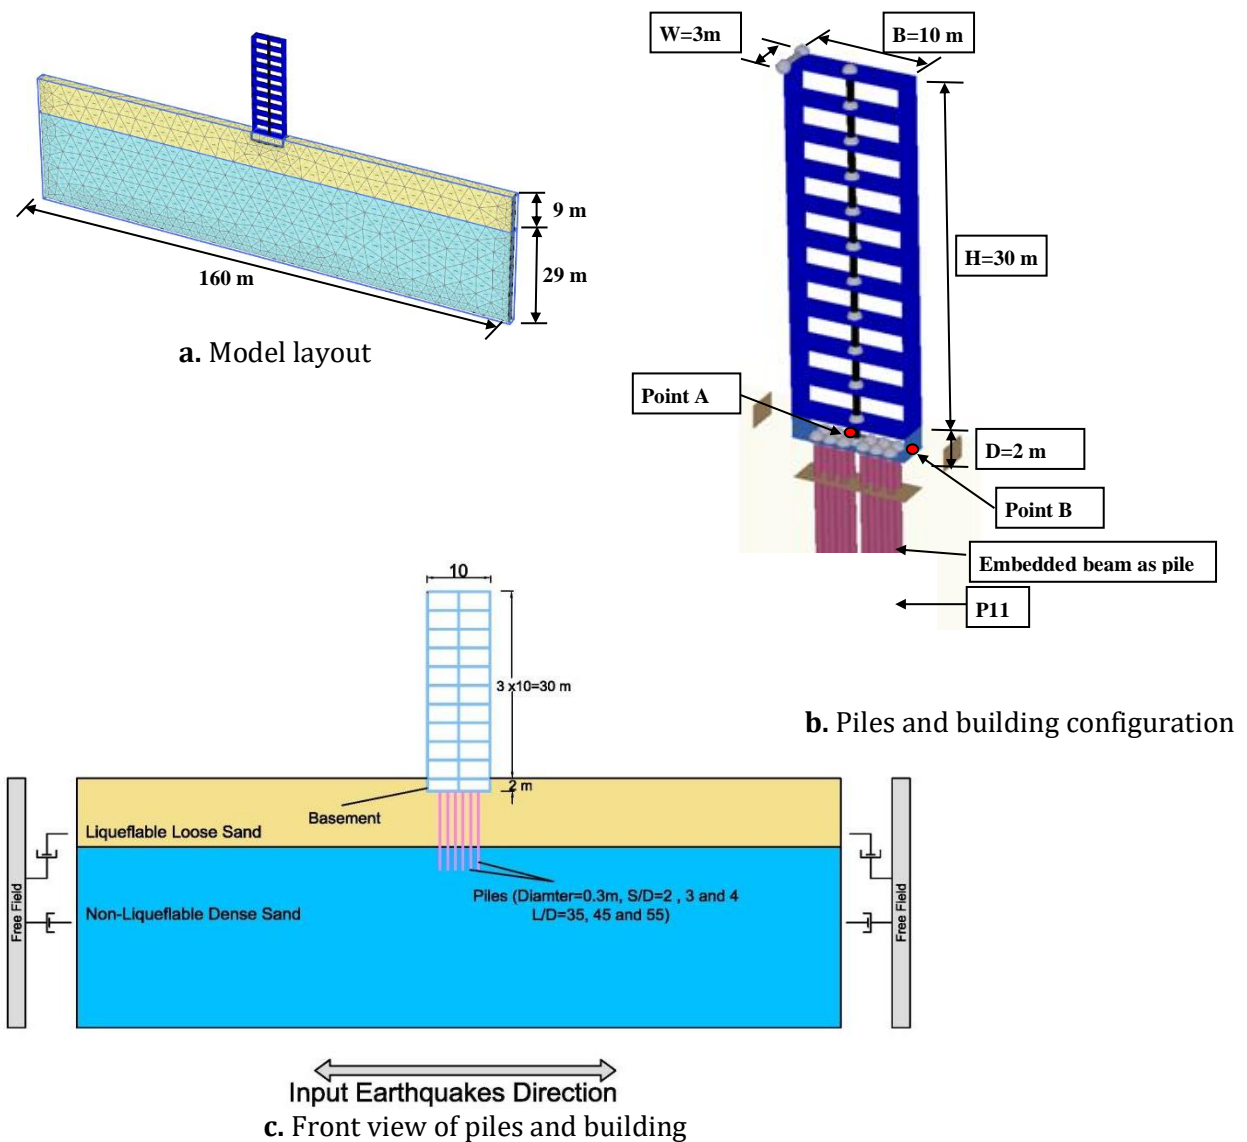 9 m
29 m
160 m
a. Model layout
W=3m
B=10 m
H=30 m
Point A
D=2 m
Point B
Embedded beam as pile
P11
b. Piles and building configuration
10
3 x10=30 m
2 m
Basement
Liqueflable Loose Sand
Non-Liqueflable Dense Sand
Piles (Diamter=0.3m, S/D=2 , 3 and 4
L/D=35, 45 and 55)
Free Field
Free Field
Input Earthquakes Direction
c. Front view of piles and building